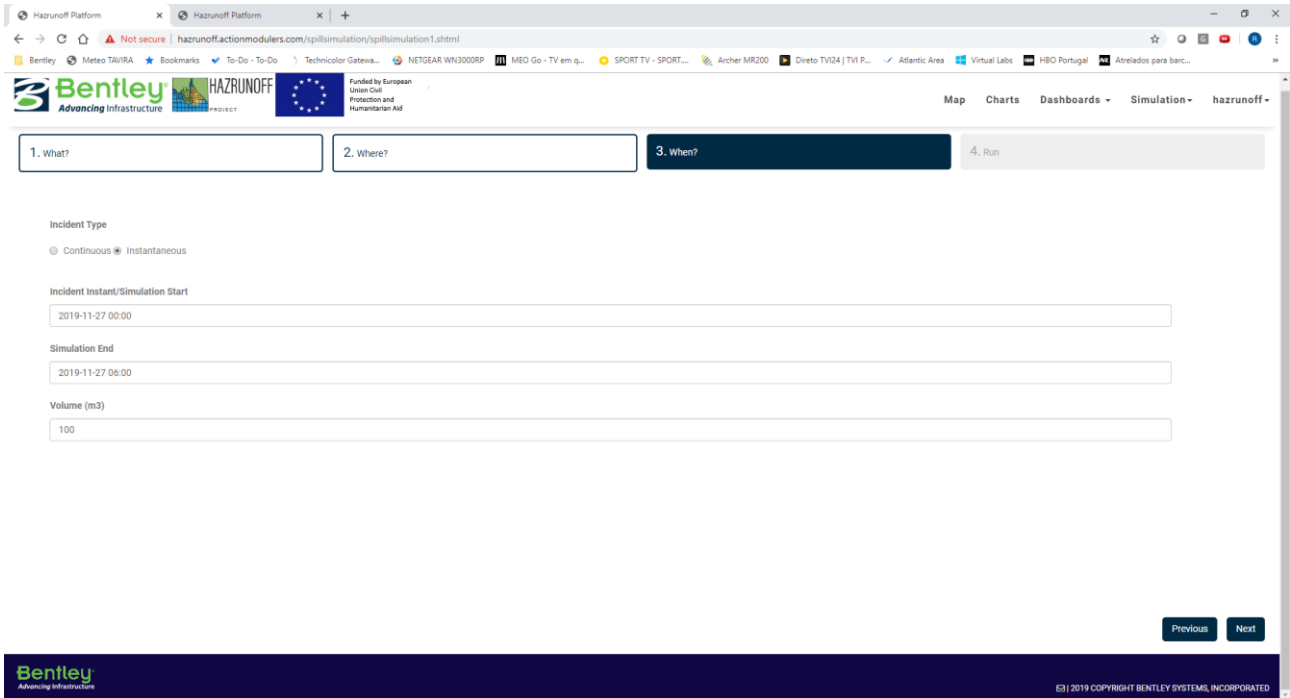 Hazrunoff Platform
Hazrunoff Platform
Not secure | hazrunoff.actionmodulers.com/spillsimulation/spillsimulation1.shtml
Bentley Meteo TAVIRA Bookmarks To-Do - To-Do Technicolor Gatewa... NETGEAR WN3000RP MEO Go - TV em q... SPORT TV - SPORT.... Archer MR200 Direto TVI24 | TVI P... Atlantic Area Virtual Labs HBO Portugal Atrelados para barc... »
Bentley
Advancing Infrastructure
HAZRUNOFF
PROJECT
Funded by European
Union Civil
Protection and
Humanitarian Aid
Map Charts Dashboards Simulation hazrunoff
1. What? 2. Where? 3. When? 4. Run
Incident Type
Continuous Instantaneous
Incident Instant/Simulation Start
2019-11-27 00:00
Simulation End
2019-11-27 06:00
Volume (m3)
100
Previous Next
Bentley
Advancing Infrastructure
| 2019 COPYRIGHT BENTLEY SYSTEMS, INCORPORATED